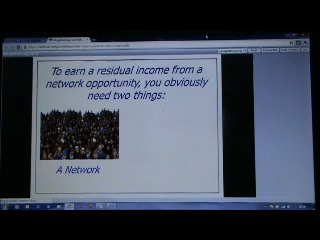 To earn a residual income from a
network opportunity, you obviously
need two things:
A Network